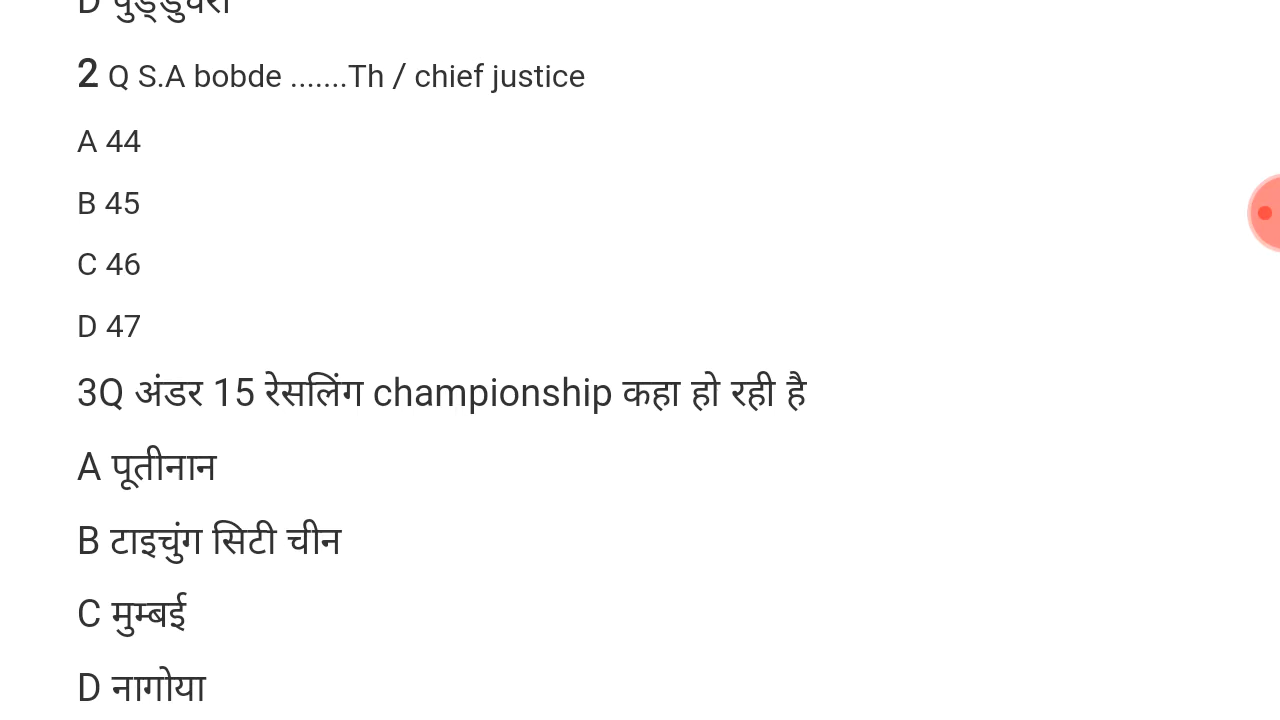 D पुड्डुचेरी
2 Q S.A bobde .......Th / chief justice
A 44
B 45
C 46
D 47
3Q अंडर 15 रेसलिंग championship कहा हो रही है
A पूतीनान
B टाइचुंग सिटी चीन
C मुम्बई
D नागोया